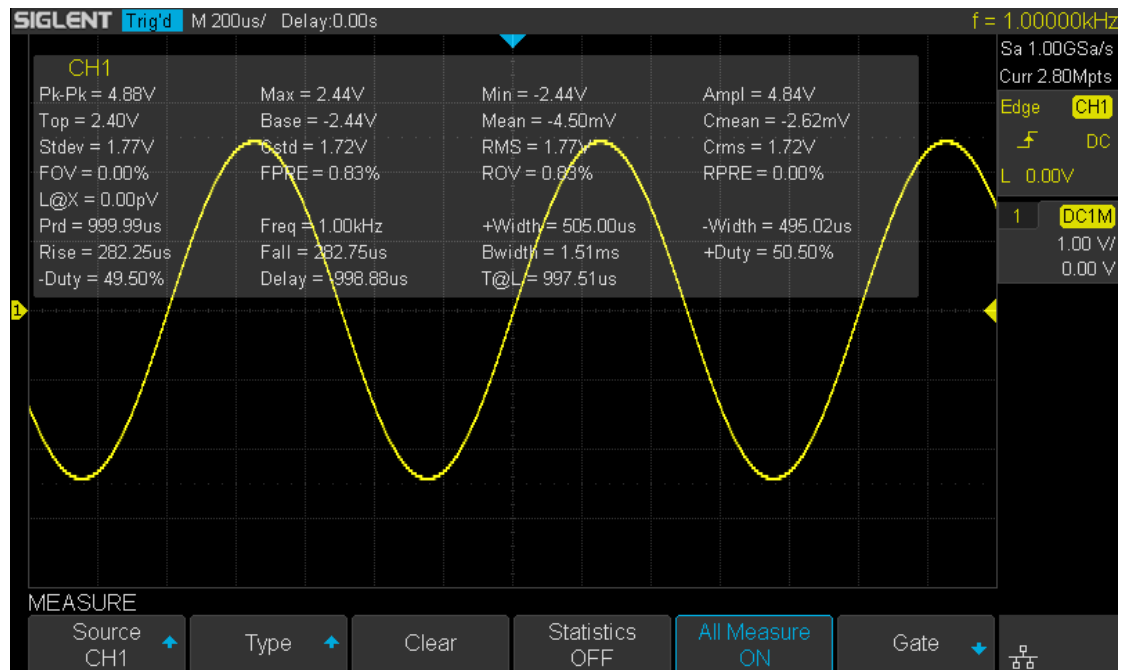 SIGLENT Trig'd M 200us/ Delay:0.00s f = 1.00000kHz
Sa 1.00GSa/s
Curr 2.80Mpts
Edge CH1
DC
L 0.00V
1 DC1M
1.00 V/
0.00 V
CH1
Pk-Pk = 4.88V Max = 2.44V Min = -2.44V Ampl = 4.84V
Top = 2.40V Base = -2.44V Mean = -4.50mV Cmean = -2.62mV
Stdev = 1.77V Cstd = 1.72V RMS = 1.77V Crms = 1.72V
FOV = 0.00% FPRE = 0.83% ROV = 0.83% RPRE = 0.00%
L@X = 0.00pV
Prd = 999.99us Freq = 1.00kHz +Width = 505.00us -Width = 495.02us
Rise = 282.25us Fall = 282.75us Bwidth = 1.51ms +Duty = 50.50%
-Duty = 49.50% Delay = -998.88us T@L = 997.51us
1
MEASURE
Source CH1
Type
Clear
Statistics OFF
All Measure ON
Gate